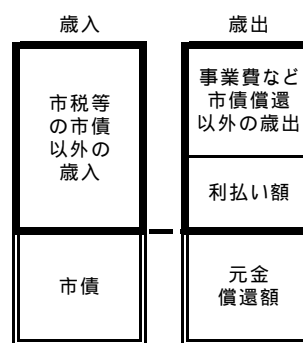 歳入
歳出
市税等
の市債
以外の
歳入
事業費など
市債償還
以外の歳出
利払い額
市債
元金
償還額